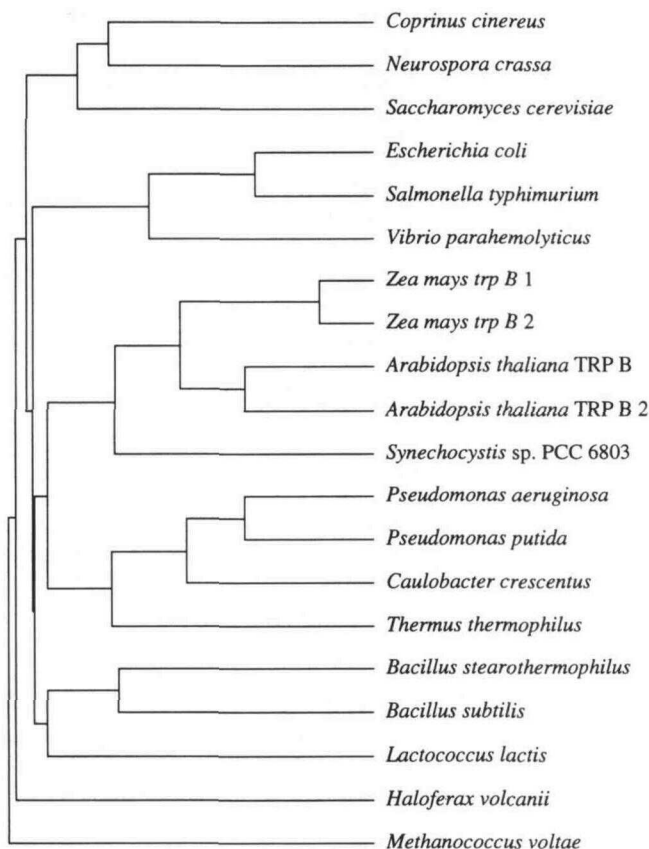 Coprinus cinereus
Neurospora crassa
Saccharomyces cerevisiae
Escherichia coli
Salmonella typhimurium
Vibrio parahemolyticus
Zea mays trp B 1
Zea mays trp B 2
Arabidopsis thaliana TRP B
Arabidopsis thaliana TRP B 2
Synechocystis sp. PCC 6803
Pseudomonas aeruginosa
Pseudomonas putida
Caulobacter crescentus
Thermus thermophilus
Bacillus stearothermophilus
Bacillus subtilis
Lactococcus lactis
Haloferax volcanii
Methanococcus voltae